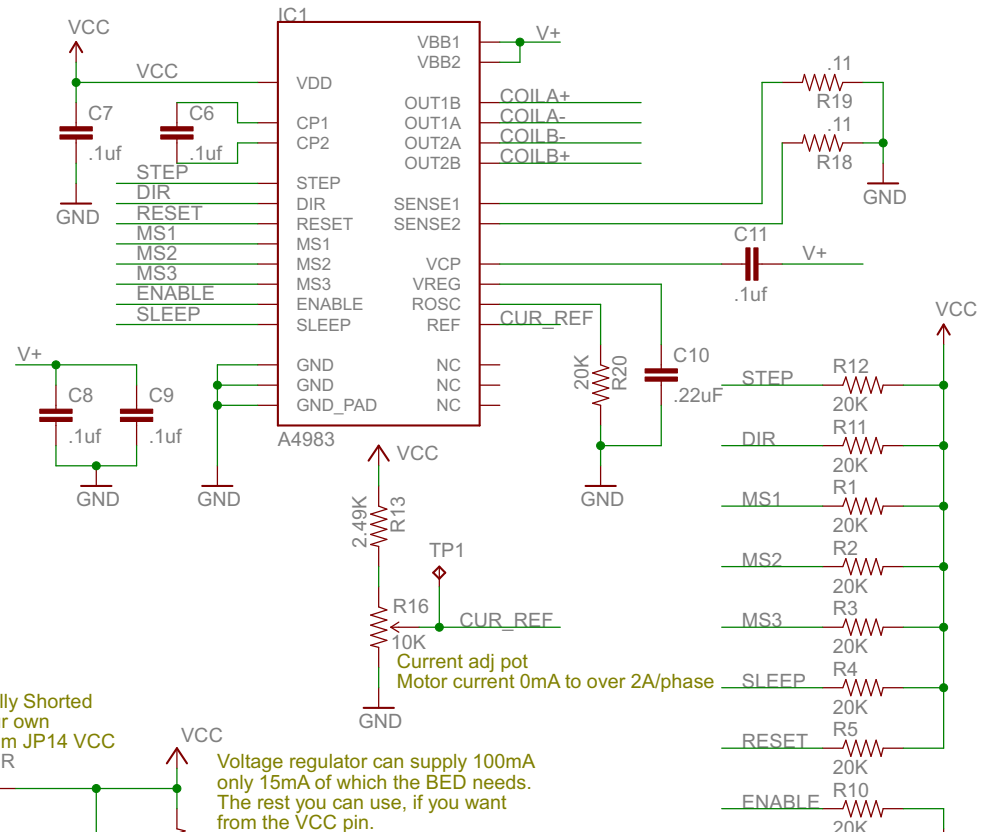 IC1
VCC
VCC
VDD
VBB1
V+
VBB2
C7
.1uf
GND
C6
.1uf
CP1
CP2
OUT1B
COILA+
OUT1A
COILA-
OUT2A
COILB-
OUT2B
COILB+
.11
R19
.11
R18
GND
STEP
STEP
DIR
DIR
RESET
RESET
MS1
MS1
MS2
MS2
MS3
MS3
ENABLE
ENABLE
SLEEP
SLEEP
SENSE1
SENSE2
VCP
VREG
ROSC
REF
CUR_REF
C11
.1uf
V+
GND
GND
GND_PAD
NC
NC
NC
A4983
V+
C8
.1uf
C9
.1uf
GND
GND
20K
R20
C10
.22uF
GND
VCC
2.49K
R13
TP1
R16
10K
CUR_REF
Current adj pot
Motor current 0mA to over 2A/phase
GND
VCC
STEP
R12
20K
DIR
R11
20K
MS1
R1
20K
MS2
R2
20K
MS3
R3
20K
SLEEP
R4
20K
RESET
R5
20K
ENABLE
R10
20K
lly Shorted
r own
m JP14 VCC
R
VCC
Voltage regulator can supply 100mA
only 15mA of which the BED needs.
The rest you can use, if you want
from the VCC pin.